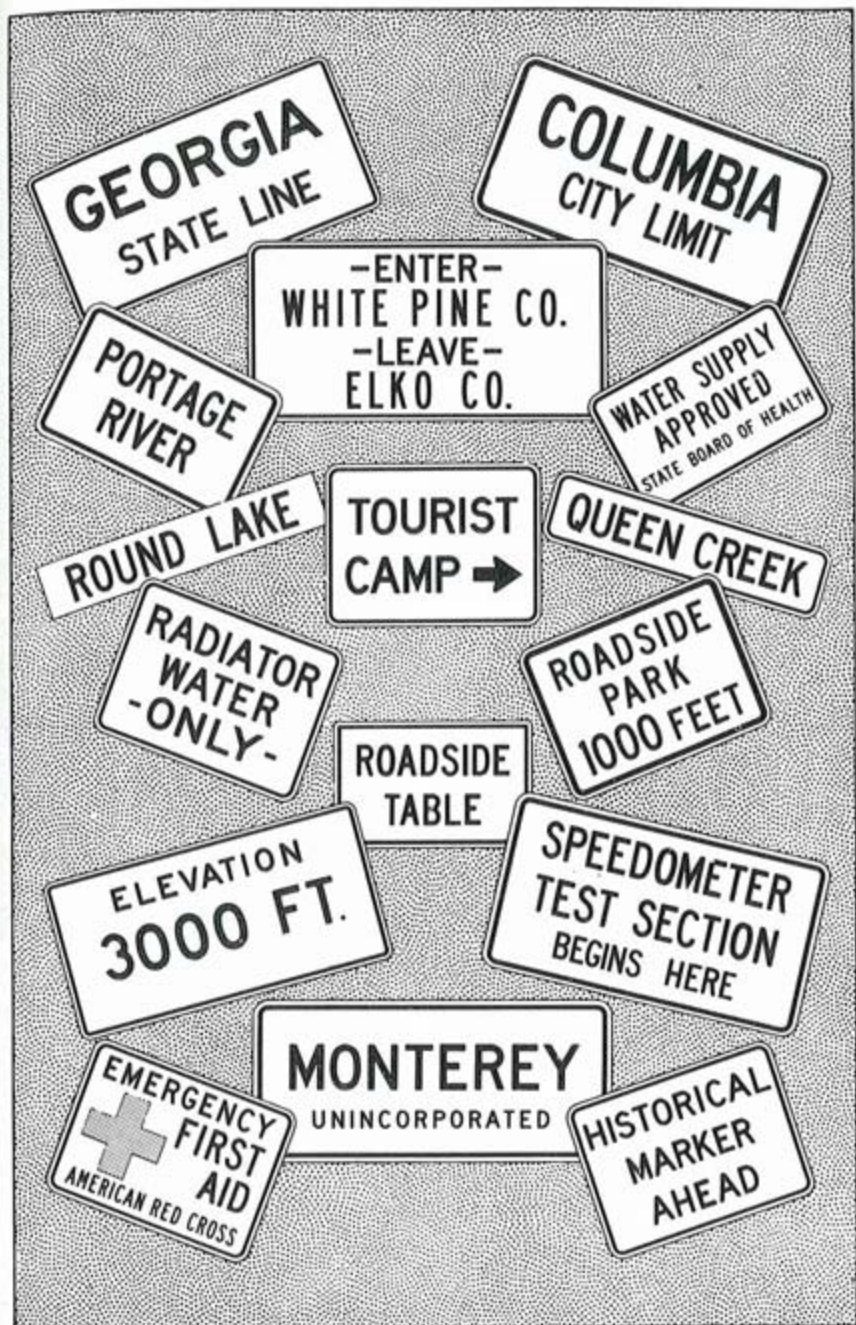 GEORGIA
STATE LINE
COLUMBIA
CITY LIMIT
-ENTER-
WHITE PINE CO.
-LEAVE-
ELKO CO.
PORTAGE
RIVER
WATER SUPPLY
APPROVED
STATE BOARD OF HEALTH
ROUND LAKE
TOURIST
CAMP
QUEEN CREEK
RADIATOR
WATER
-ONLY-
ROADSIDE
PARK
1000 FEET
ROADSIDE
TABLE
ELEVATION
3000 FT.
SPEEDOMETER
TEST SECTION
BEGINS HERE
MONTEREY
UNINCORPORATED
EMERGENCY
FIRST
AID
AMERICAN RED CROSS
HISTORICAL
MARKER
AHEAD